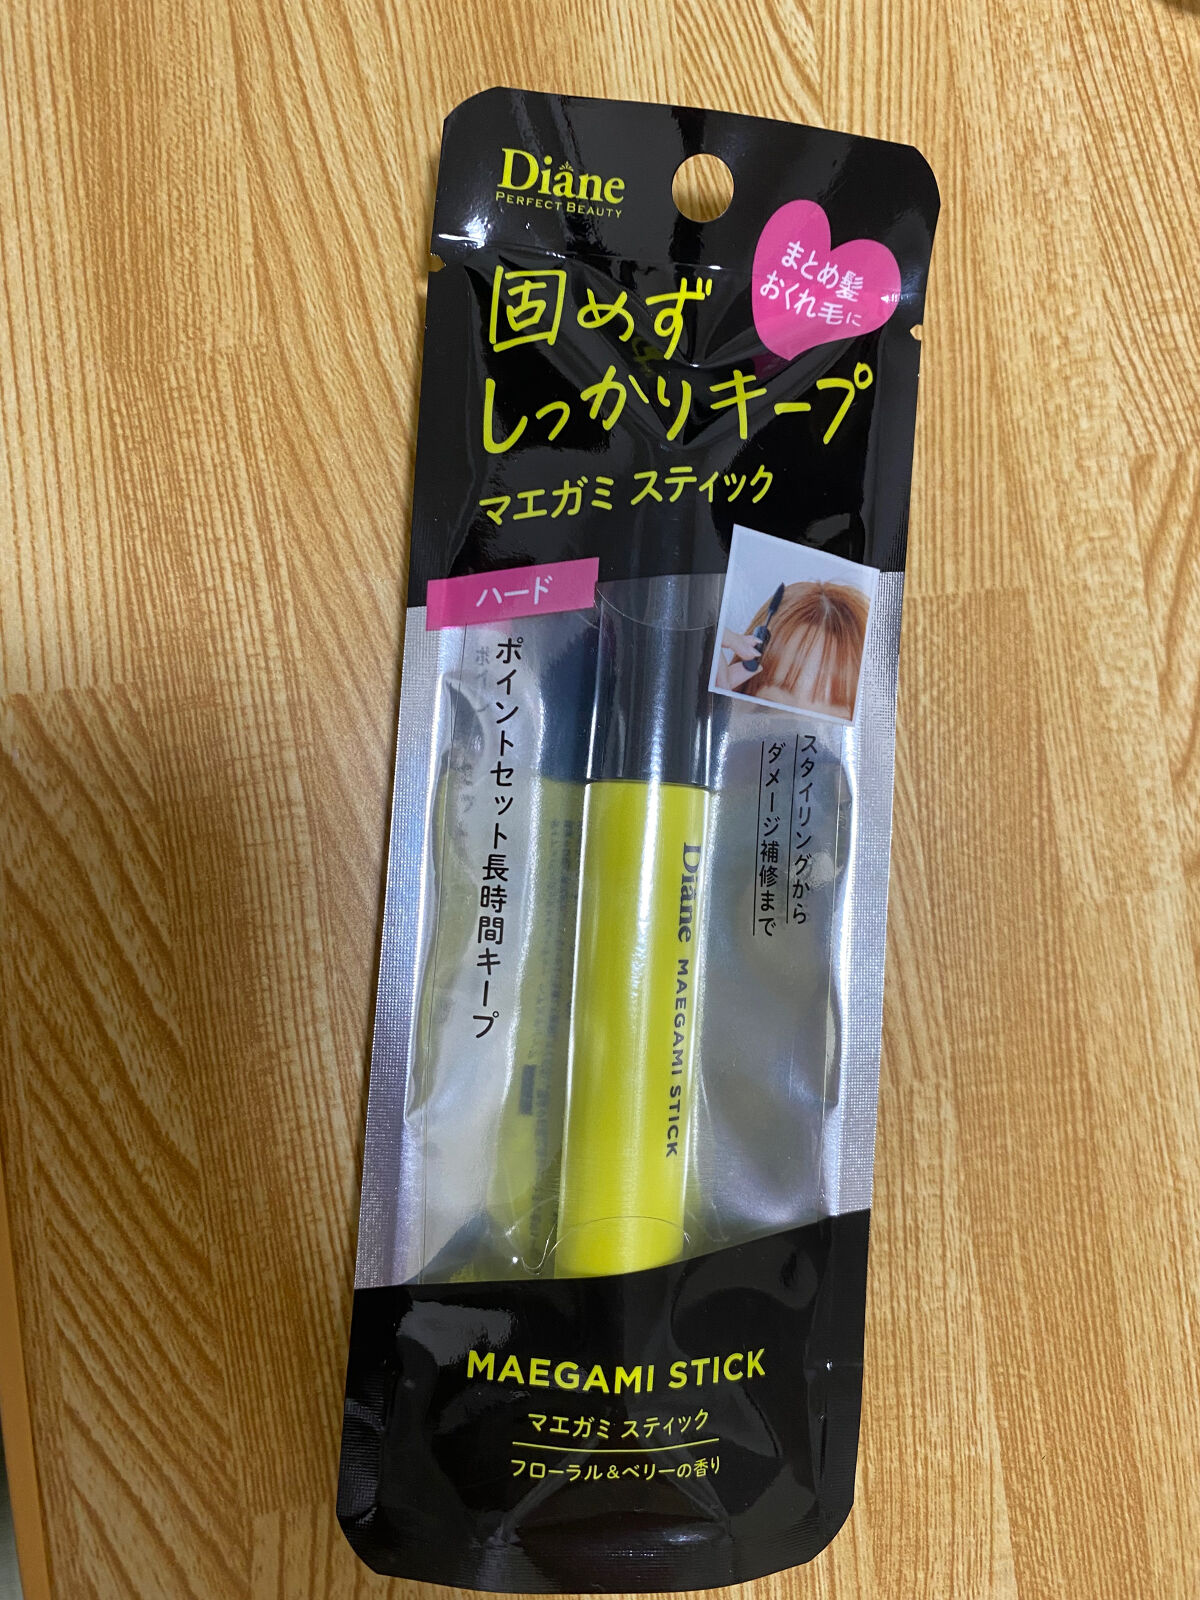 Diane
PERFECT BEAUTY
まとめ髪
おくれ毛に
固めず
しっかりキープ
マエガミ スティック
ハード
ポイントセット長時間キープ
スタイリングから
ダメージ補修まで
Diane MAEGAMI STICK
MAEGAMI STICK
マエガミ スティック
フローラル&ベリーの香り